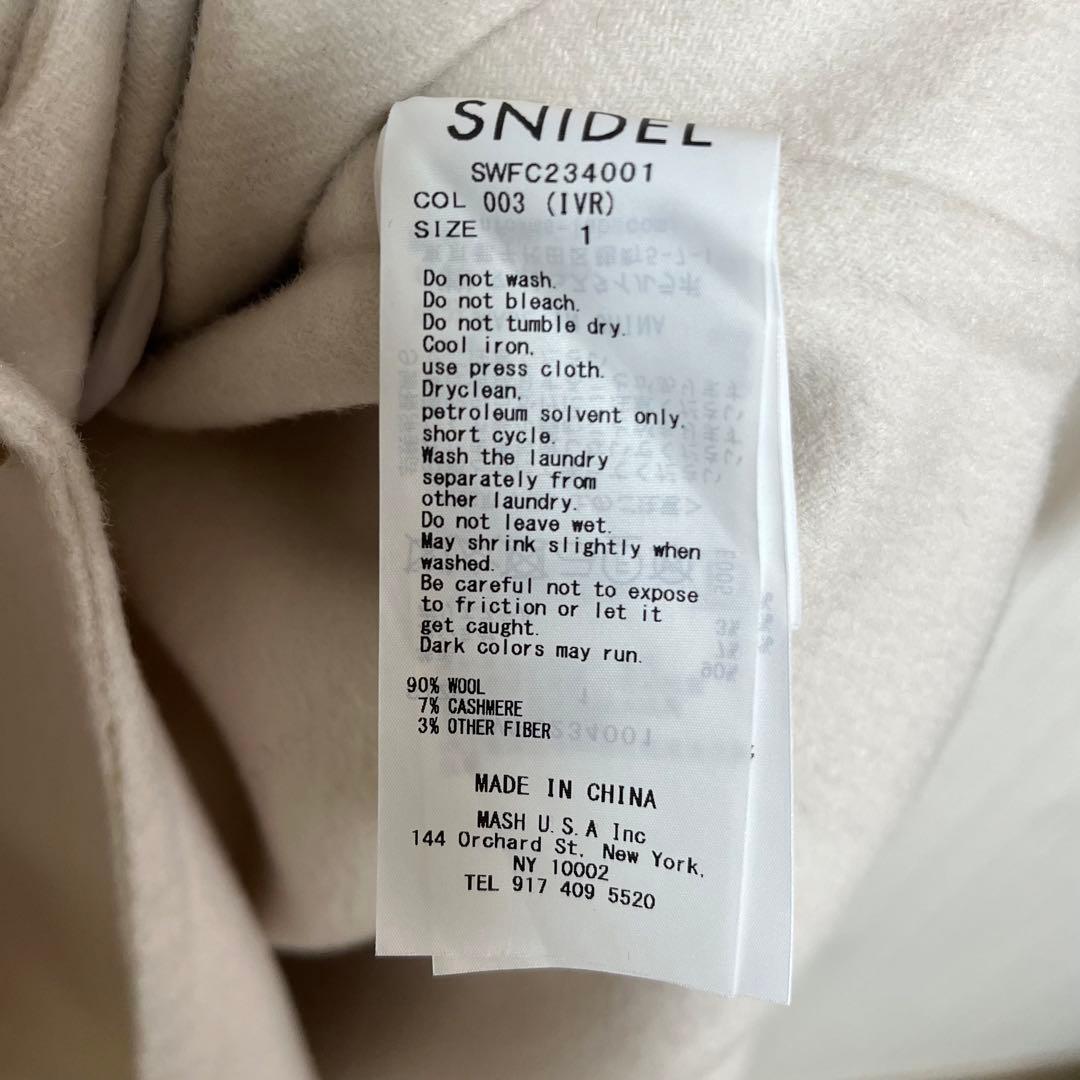 SNIDEL
SWFC234001
COL 003 (IVR)
SIZE 1
Do not wash.
Do not bleach.
Do not tumble dry.
Cool iron,
use press cloth.
Dryclean,
petroleum solvent only.
short cycle.
Wash the laundry
separately from
other laundry.
Do not leave wet.
May shrink slightly when
washed.
Be careful not to expose
to friction or let it
get caught.
Dark colors may run.
90% WOOL
7% CASHMERE
3% OTHER FIBER
MADE IN CHINA
MASH U.S.A Inc
144 Orchard St, New York,
NY 10002
TEL 917 409 5520